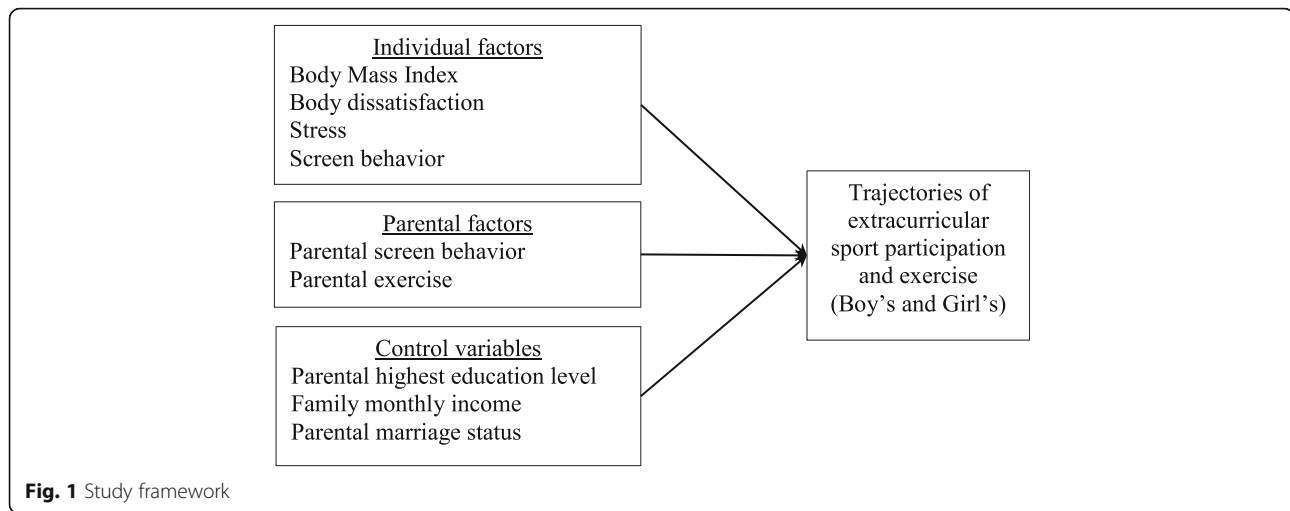 Individual factors
Body Mass Index
Body dissatisfaction
Stress
Screen behavior
Parental factors
Parental screen behavior
Parental exercise
Control variables
Parental highest education level
Family monthly income
Parental marriage status
Trajectories of
extracurricular
sport participation
and exercise
(Boy’s and Girl’s)
Fig. 1 Study framework